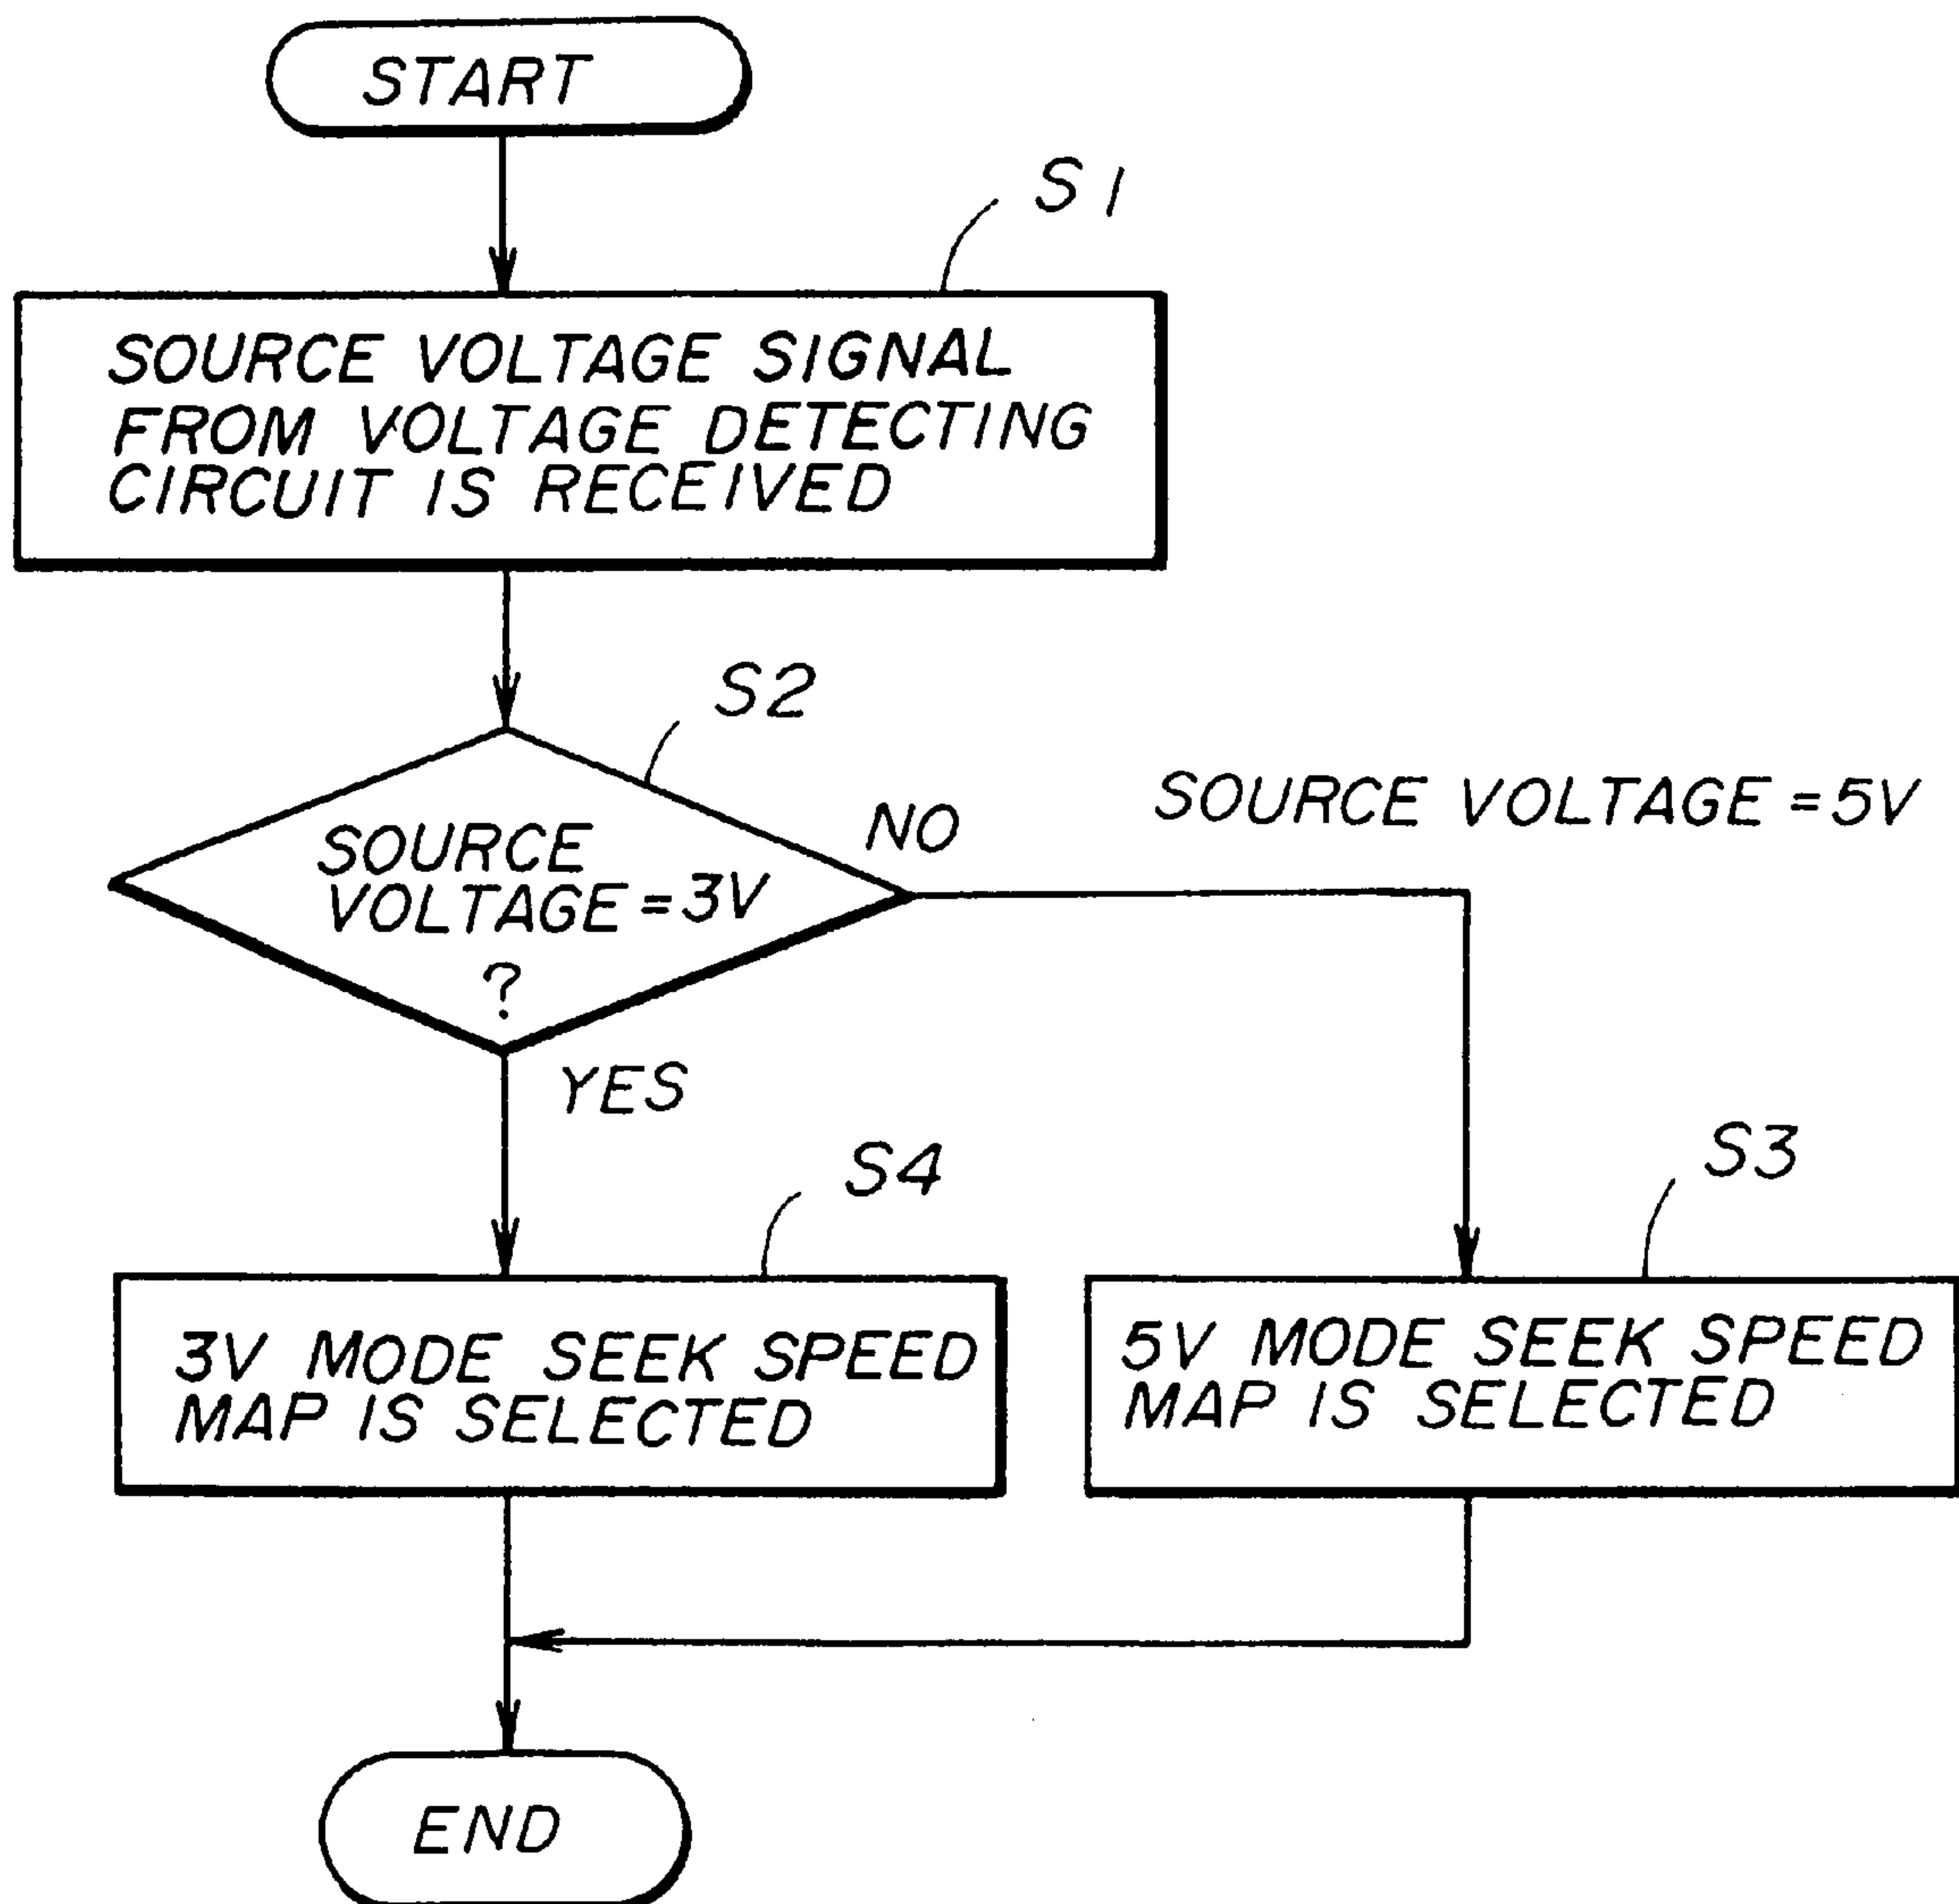 START
S1
SOURCE VOLTAGE SIGNAL
FROM VOLTAGE DETECTING
CIRCUIT IS RECEIVED
S2
SOURCE
VOLTAGE=3V
?
NO
SOURCE VOLTAGE=5V
YES
S4
3V MODE SEEK SPEED
MAP IS SELECTED
S3
5V MODE SEEK SPEED
MAP IS SELECTED
END